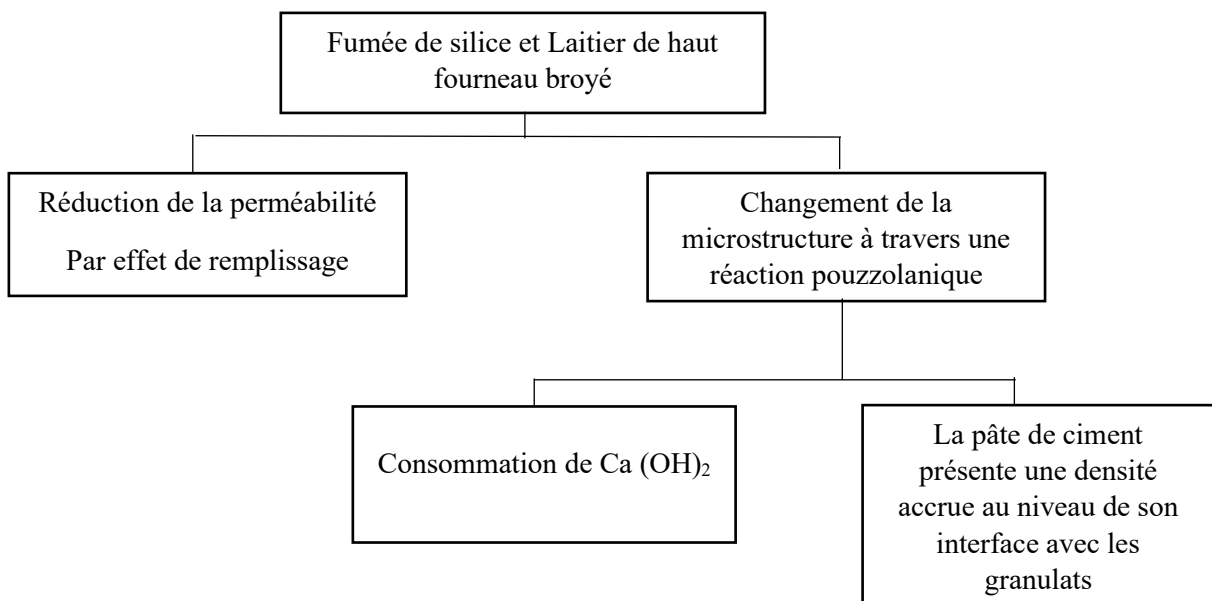 Fumée de silice et Laitier de haut
fourneau broyé
Réduction de la perméabilité
Par effet de remplissage
Changement de la
microstructure à travers une
réaction pouzzolanique
Consommation de Ca (OH)₂
La pâte de ciment
présente une densité
accrue au niveau de son
interface avec les
granulats